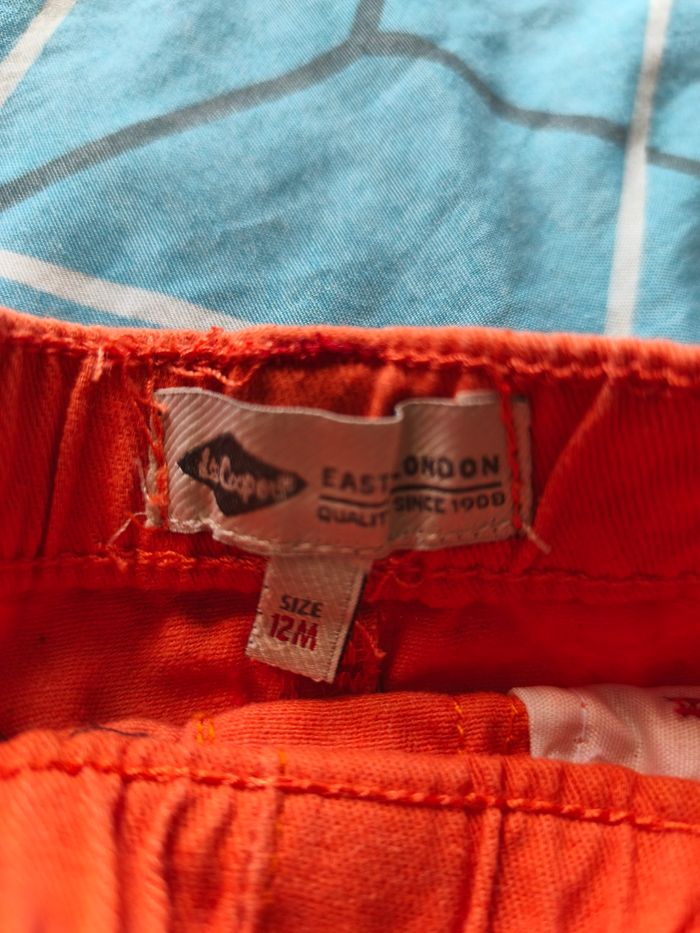 Lee Cooper
EAST LONDON
QUALITY SINCE 1908
SIZE
12M